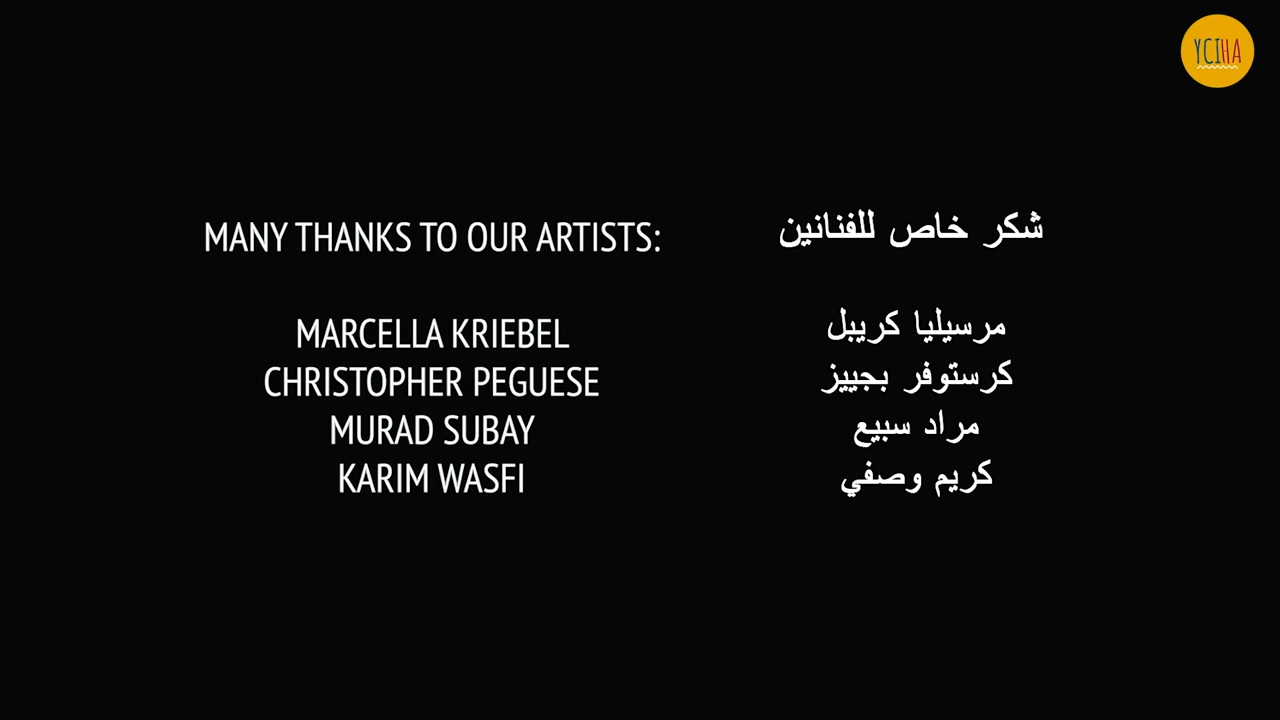 YCIHA
MANY THANKS TO OUR ARTISTS:
MARCELLA KRIEBEL
CHRISTOPHER PEGUESE
MURAD SUBAY
KARIM WASFI
شكر خاص للفنانين
مرسيليا كريبل
كرستوفر بجييز
مراد سبيع
كريم وصفي